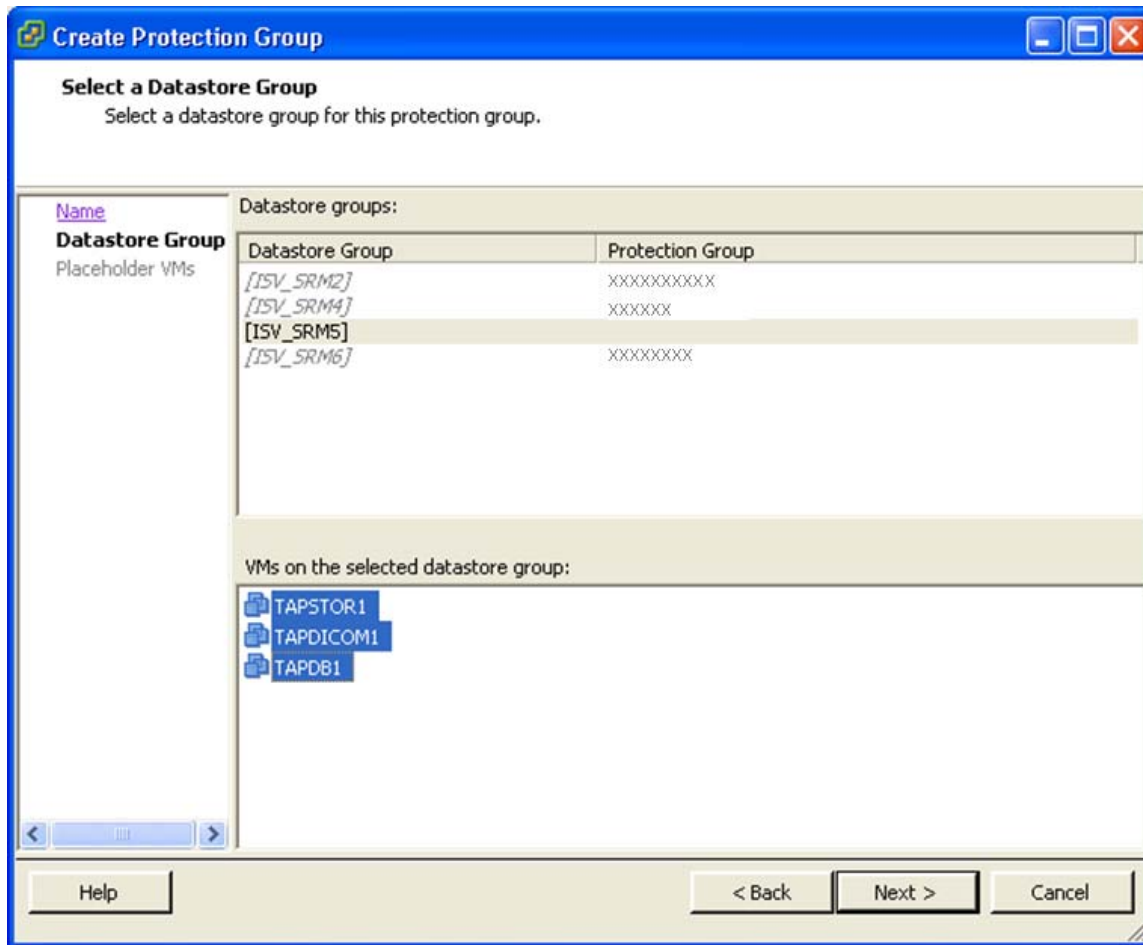 Create Protection Group
Select a Datastore Group
Select a datastore group for this protection group.
Name
Datastore Group
Placeholder VMs
Datastore groups:
Datastore Group Protection Group
[ISV_SRM2] XXXXXXXXXX
[ISV_SRM4] XXXXXX
[ISV_SRM5]
[ISV_SRM6] XXXXXXXX
VMs on the selected datastore group:
TAPSTOR1
TAPDICOM1
TAPDB1
Help < Back Next > Cancel